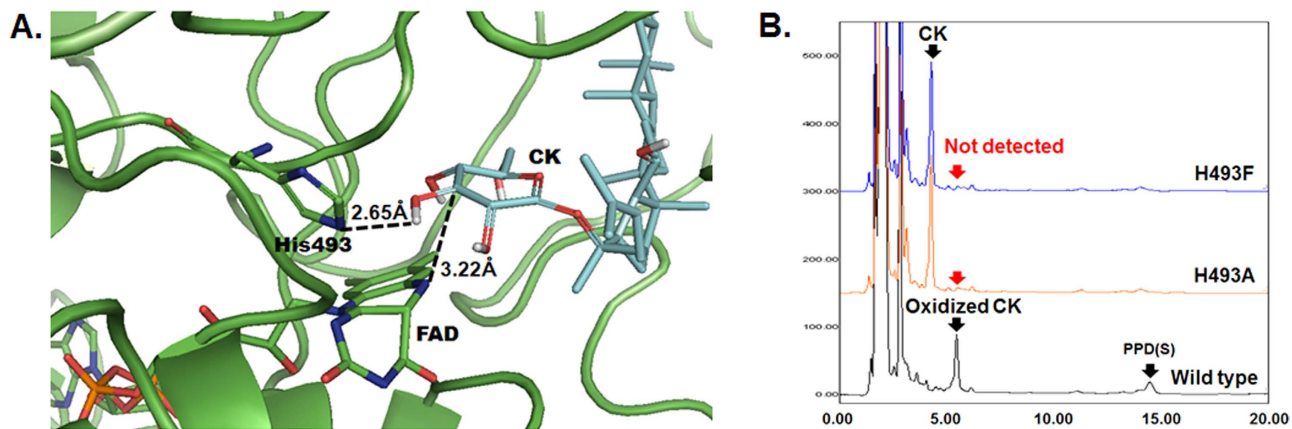 A.
CK
2.65Å
His493
3.22Å
FAD
B.
CK
500.00
400.00
Not detected
H493F
300.00
200.00
H493A
Oxidized CK
100.00
PPD(S)
Wild type
0.00
0.00 5.00 10.00 15.00 20.00